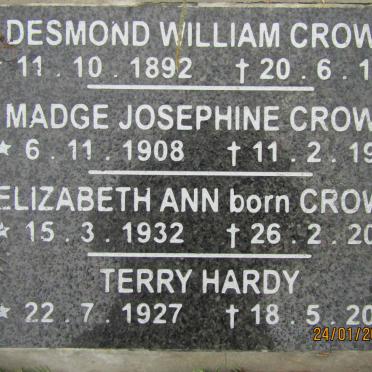 DESMOND WILLIAM CROW
11 . 10 . 1892 † 20 . 6 . 1
MADGE JOSEPHINE CROW
* 6 . 11 . 1908 † 11 . 2 . 19
ELIZABETH ANN born CROW
* 15 . 3 . 1932 † 26 . 2 . 20
TERRY HARDY
* 22 . 7 . 1927 † 18 . 5 . 20
24/01/20